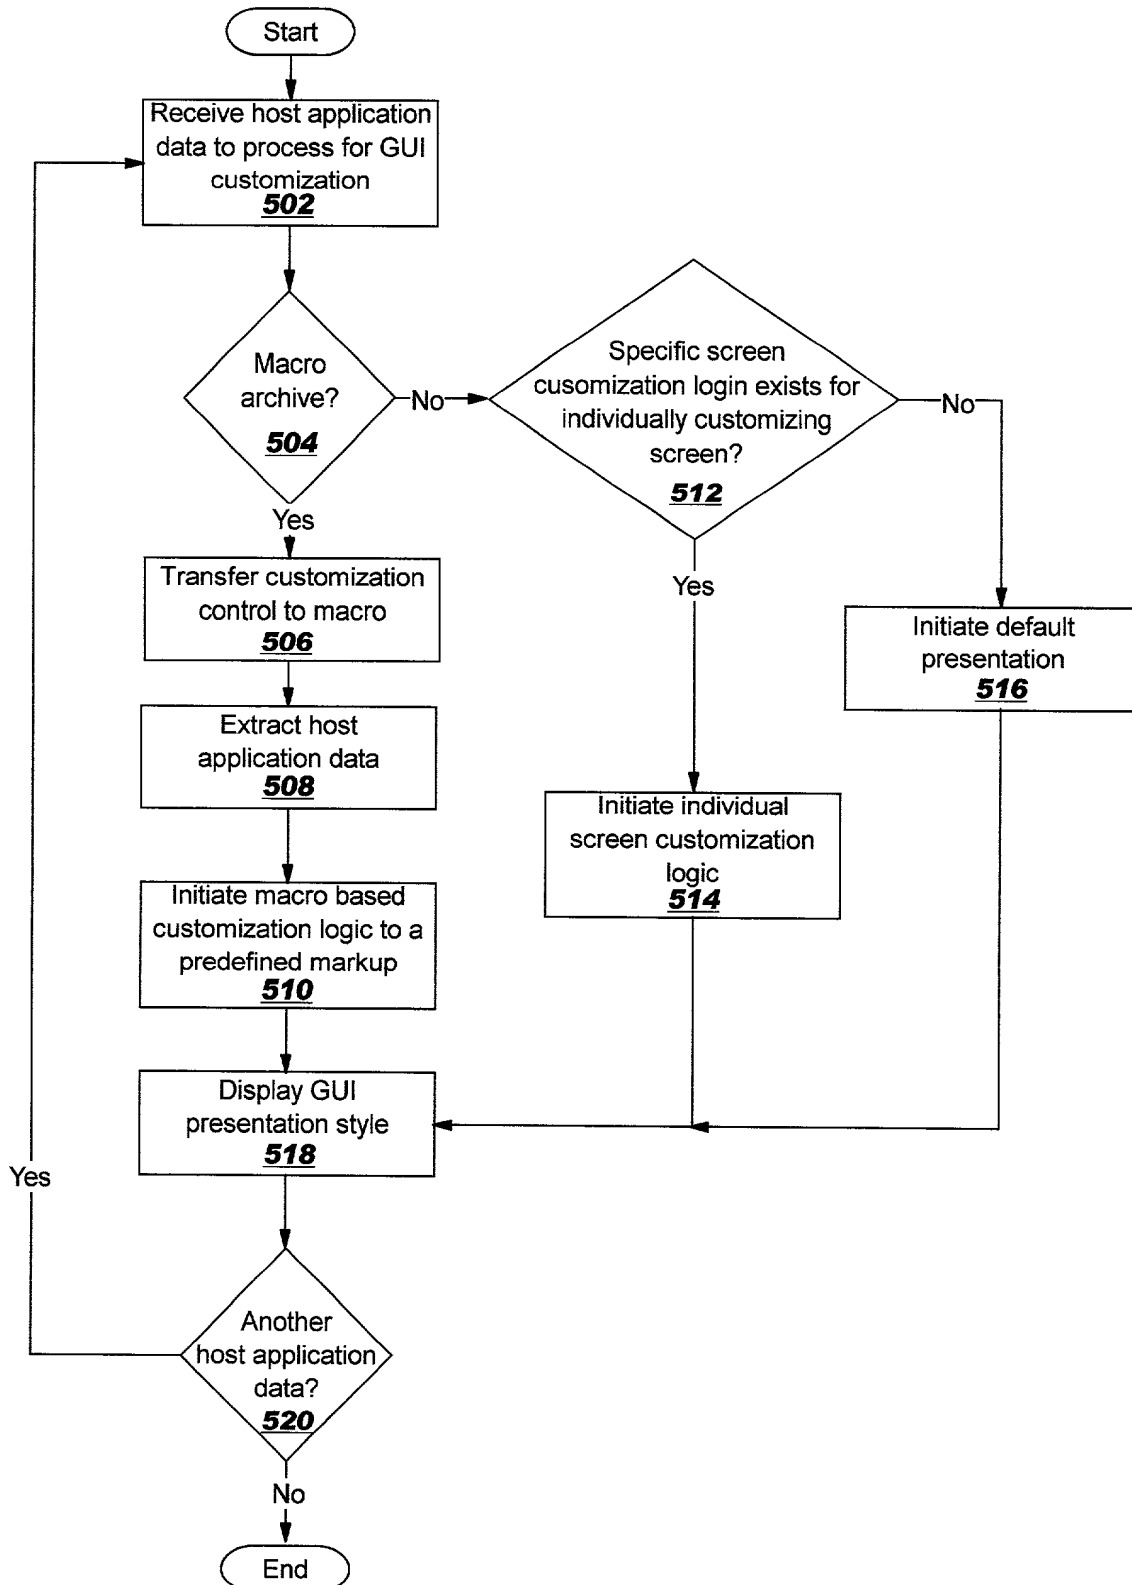 Start
Receive host application
data to process for GUI
customization
502
Macro
archive?
504
No
Specific screen
cusomization login exists for
individually customizing
screen?
512
No
Yes
Transfer customization
control to macro
506
Yes
Initiate default
presentation
516
Extract host
application data
508
Initiate individual
screen customization
logic
514
Initiate macro based
customization logic to a
predefined markup
510
Display GUI
presentation style
518
Yes
Another
host application
data?
520
No
End